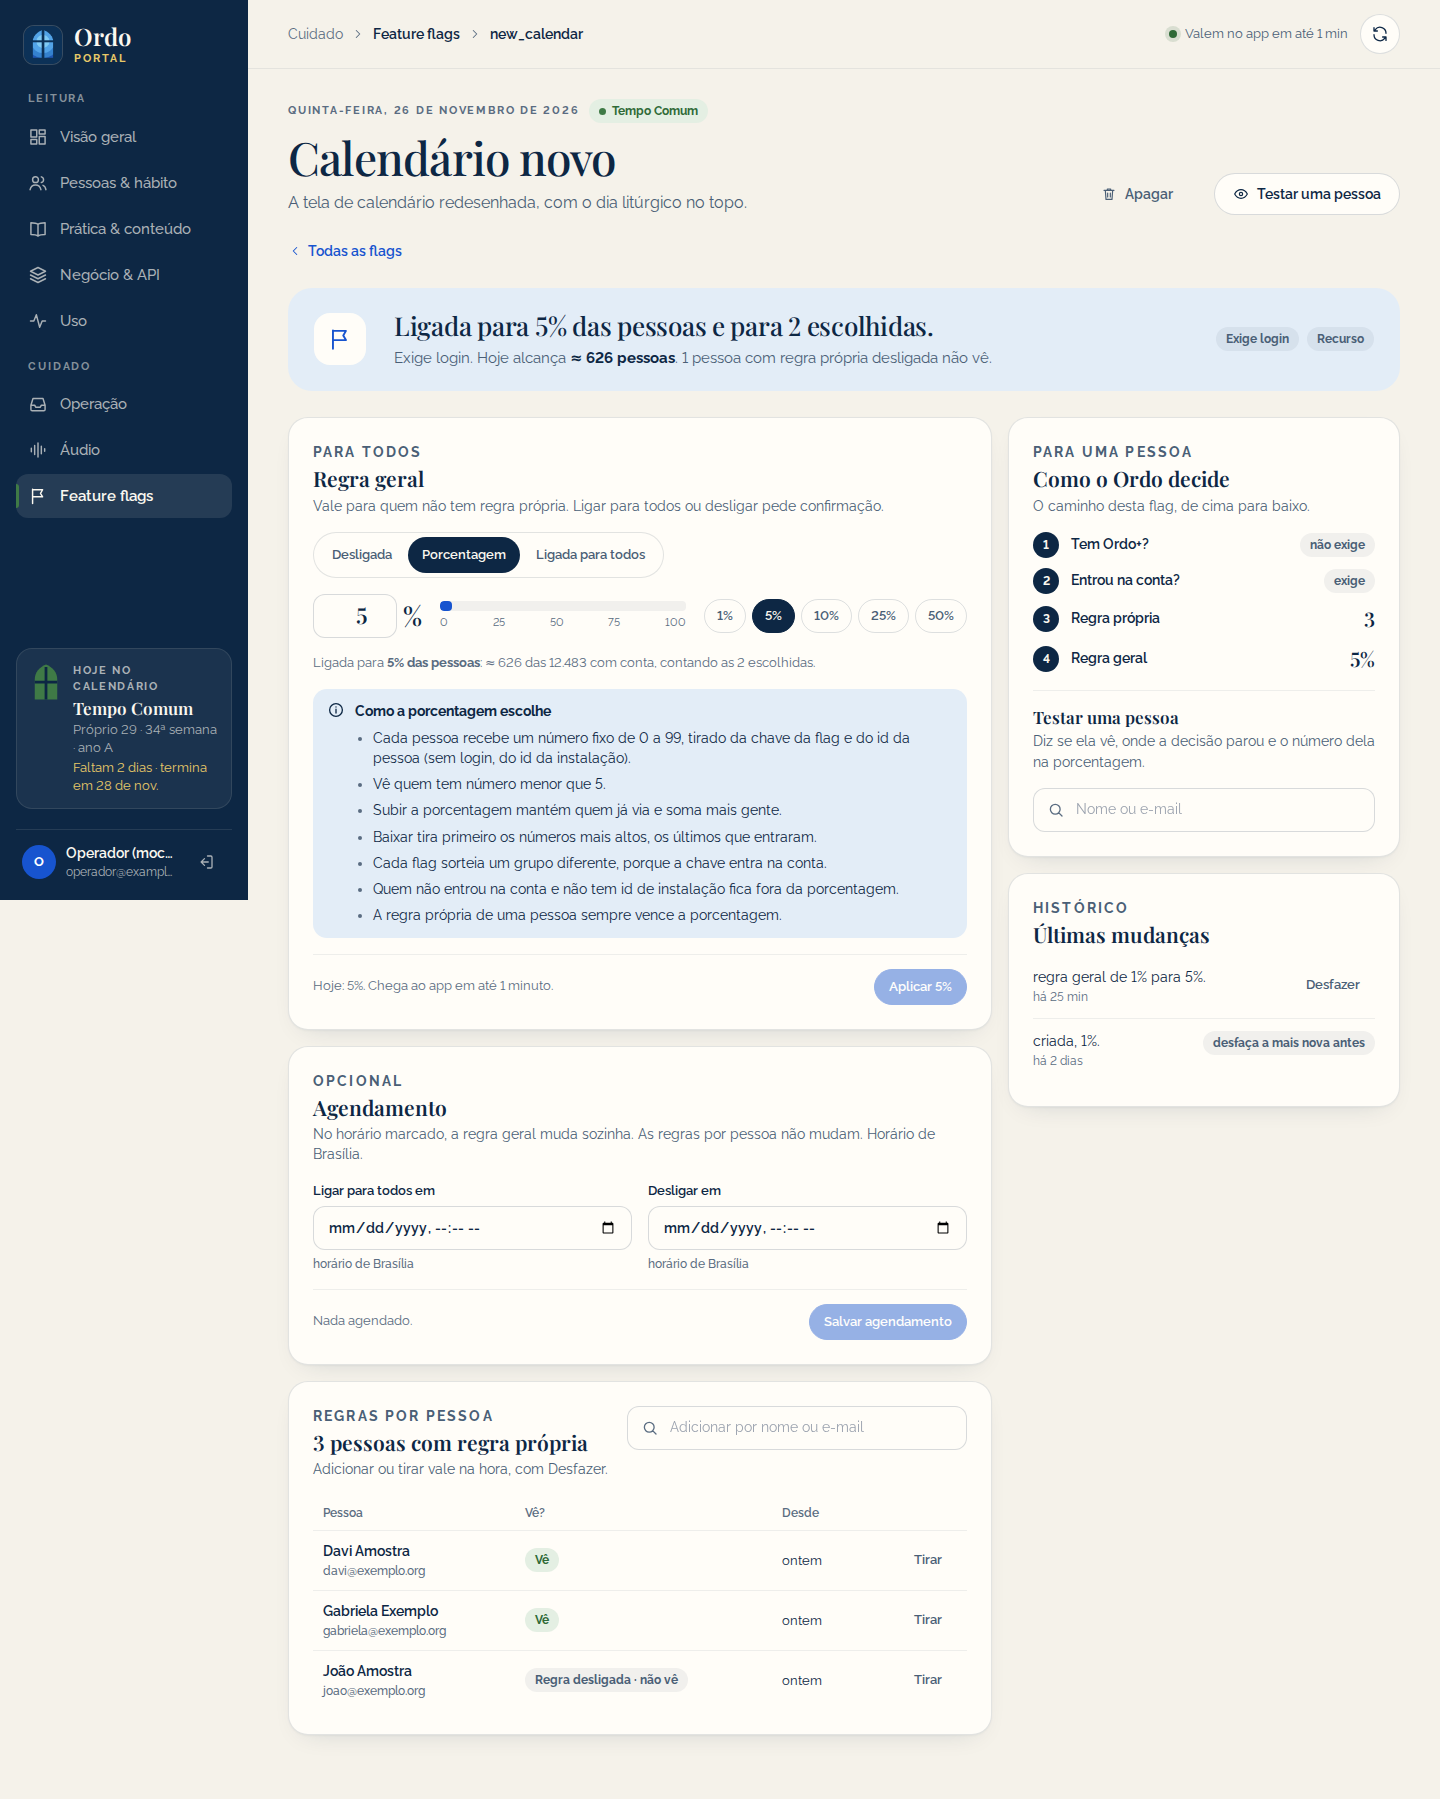 Ordo
PORTAL
LEITURA
Visão geral
Pessoas & hábito
Prática & conteúdo
Negócio & API
Uso
CUIDADO
Operação
Áudio
Feature flags
HOJE NO
CALENDÁRIO
Tempo Comum
Próprio 29 · 34ª semana
· ano A
Faltam 2 dias · termina
em 28 de nov.
O
Operador (moc…
operador@exampl…
Cuidado > Feature flags > new_calendar
Valem no app em até 1 min
QUINTA-FEIRA, 26 DE NOVEMBRO DE 2026
Tempo Comum
Calendário novo
A tela de calendário redesenhada, com o dia litúrgico no topo.
Apagar
Testar uma pessoa
Todas as flags
Ligada para 5% das pessoas e para 2 escolhidas.
Exige login. Hoje alcança ≈ 626 pessoas. 1 pessoa com regra própria desligada não vê.
Exige login
Recurso
PARA TODOS
Regra geral
Vale para quem não tem regra própria. Ligar para todos ou desligar pede confirmação.
Desligada
Porcentagem
Ligada para todos
5 %
0 25 50 75 100
1% 5% 10% 25% 50%
Ligada para 5% das pessoas: ≈ 626 das 12.483 com conta, contando as 2 escolhidas.
Como a porcentagem escolhe
• Cada pessoa recebe um número fixo de 0 a 99, tirado da chave da flag e do id da
pessoa (sem login, do id da instalação).
• Vê quem tem número menor que 5.
• Subir a porcentagem mantém quem já via e soma mais gente.
• Baixar tira primeiro os números mais altos, os últimos que entraram.
• Cada flag sorteia um grupo diferente, porque a chave entra na conta.
• Quem não entrou na conta e não tem id de instalação fica fora da porcentagem.
• A regra própria de uma pessoa sempre vence a porcentagem.
Hoje: 5%. Chega ao app em até 1 minuto.
Aplicar 5%
OPCIONAL
Agendamento
No horário marcado, a regra geral muda sozinha. As regras por pessoa não mudam. Horário de
Brasília.
Ligar para todos em
mm/dd/yyyy, --:-- --
horário de Brasília
Desligar em
mm/dd/yyyy, --:-- --
horário de Brasília
Nada agendado.
Salvar agendamento
REGRAS POR PESSOA
3 pessoas com regra própria
Adicionar ou tirar vale na hora, com Desfazer.
Adicionar por nome ou e-mail
Pessoa Vê? Desde
Davi Amostra
davi@exemplo.org
Vê
ontem
Tirar
Gabriela Exemplo
gabriela@exemplo.org
Vê
ontem
Tirar
João Amostra
joao@exemplo.org
Regra desligada · não vê
ontem
Tirar
PARA UMA PESSOA
Como o Ordo decide
O caminho desta flag, de cima para baixo.
1 Tem Ordo+? não exige
2 Entrou na conta? exige
3 Regra própria 3
4 Regra geral 5%
Testar uma pessoa
Diz se ela vê, onde a decisão parou e o número dela
na porcentagem.
Nome ou e-mail
HISTÓRICO
Últimas mudanças
regra geral de 1% para 5%.
há 25 min
Desfazer
criada, 1%.
há 2 dias
desfaça a mais nova antes